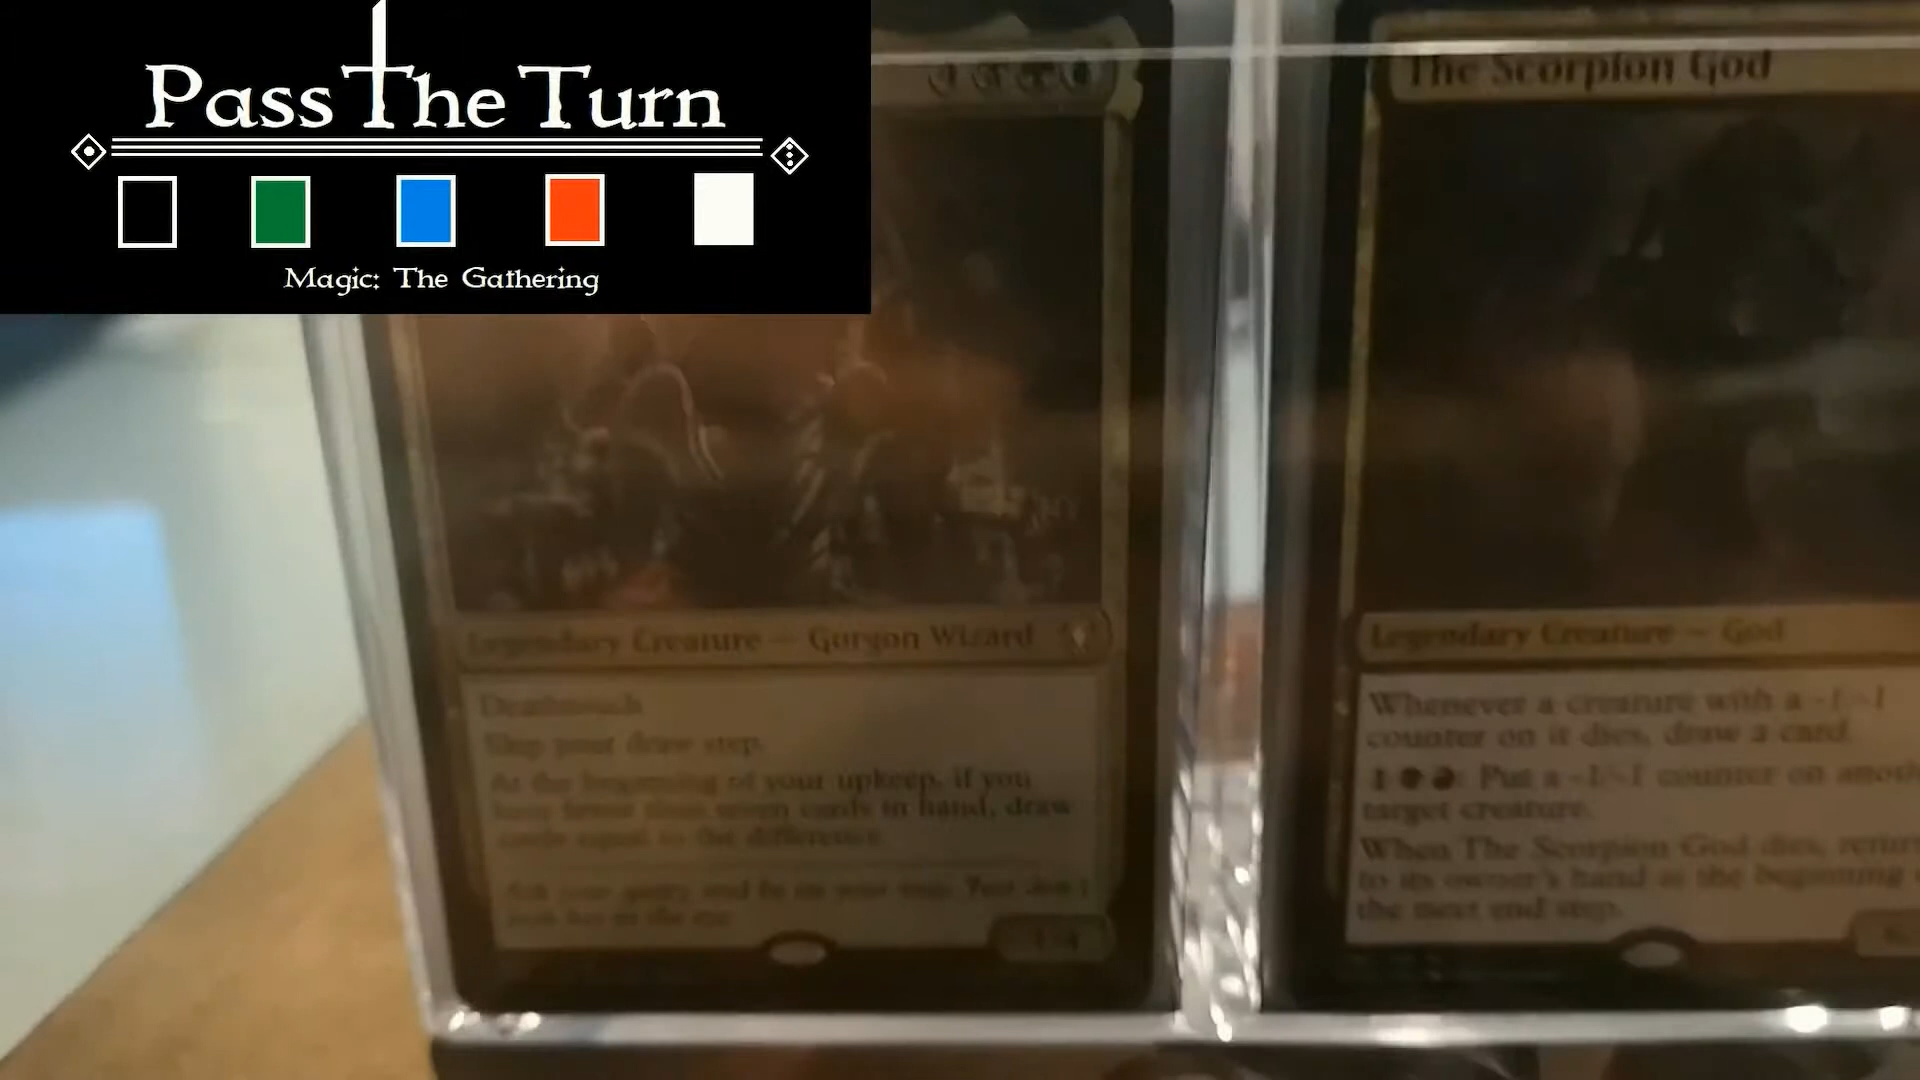 Pass The Turn
Magic: The Gathering
The Scorpion God
Legendary Creature — Gorgon Wizard
Deathtouch
Skip your draw step.
At the beginning of your upkeep, if you
have fewer than seven cards in hand, draw
cards equal to the difference
Legendary Creature — God
Whenever a creature with a -1/-1
counter on it dies, draw a card.
1 : Put a -1/-1 counter on anoth
target creature.
When The Scorpion God dies, return
to its owner's hand at the beginning
the next end step.